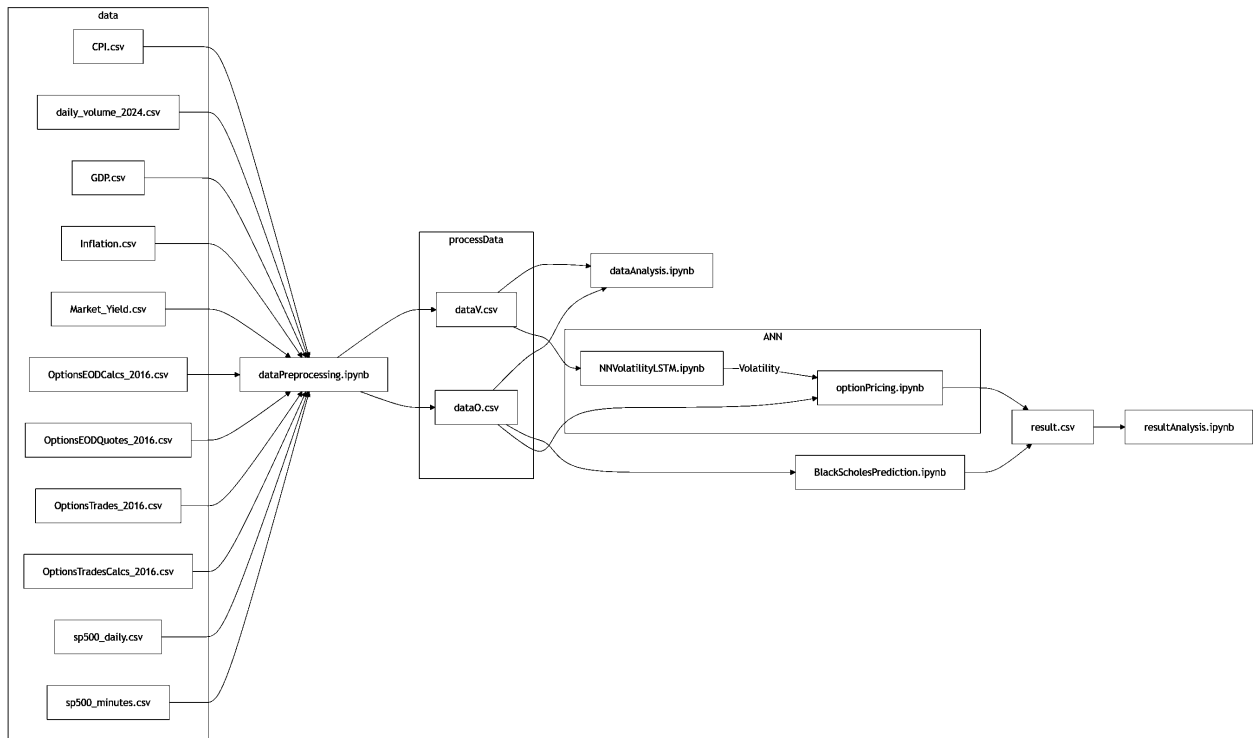 data
CPI.csv
daily_volume_2024.csv
GDP.csv
Inflation.csv
Market_Yield.csv
OptionsEODCalcs_2016.csv
OptionsEODQuotes_2016.csv
OptionsTrades_2016.csv
OptionsTradesCalcs_2016.csv
sp500_daily.csv
sp500_minutes.csv
dataPreprocessing.ipynb
processData
dataV.csv
dataO.csv
dataAnalysis.ipynb
ANN
NNVolatilityLSTM.ipynb
Volatility
optionPricing.ipynb
BlackScholesPrediction.ipynb
result.csv
resultAnalysis.ipynb